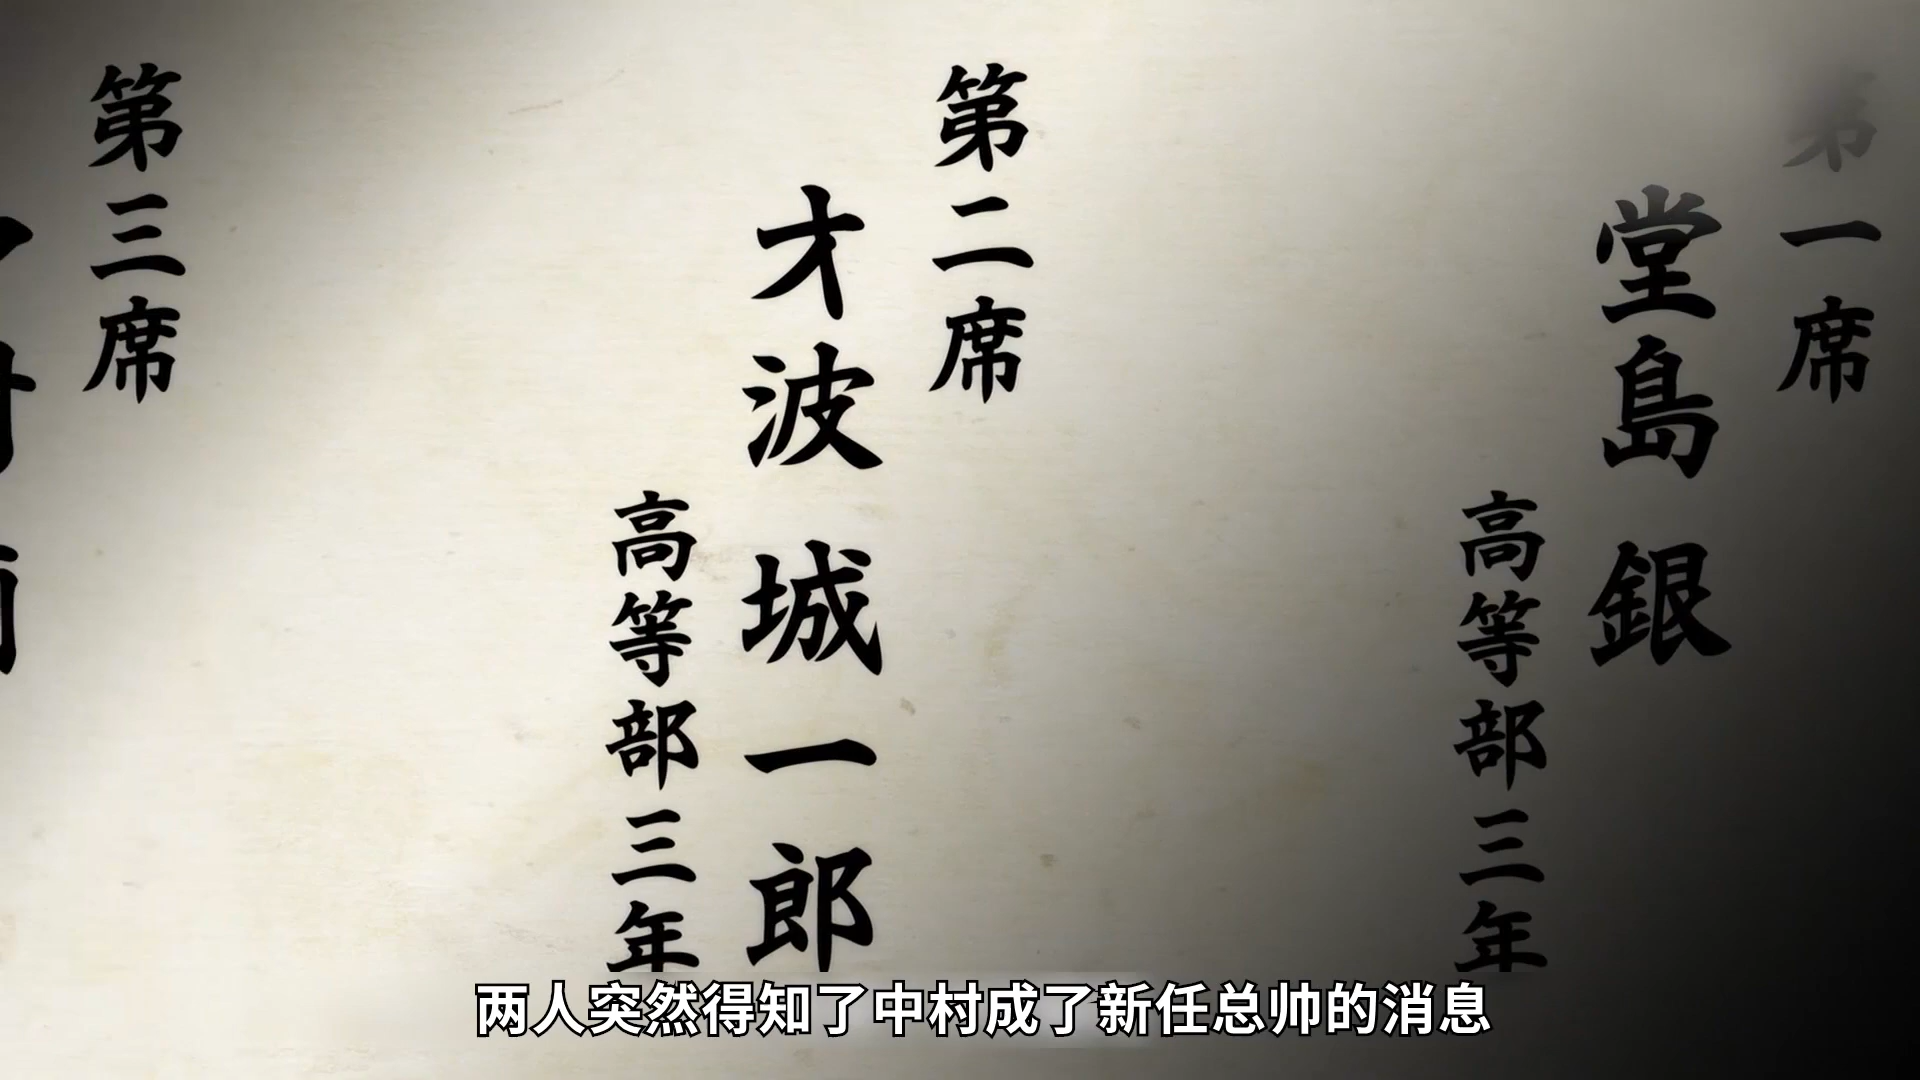 第一席
堂島 銀
高等部三年
第二席
才波 城一郎
高等部三年
第三席
两人突然得知了中村成了新任总帅的消息